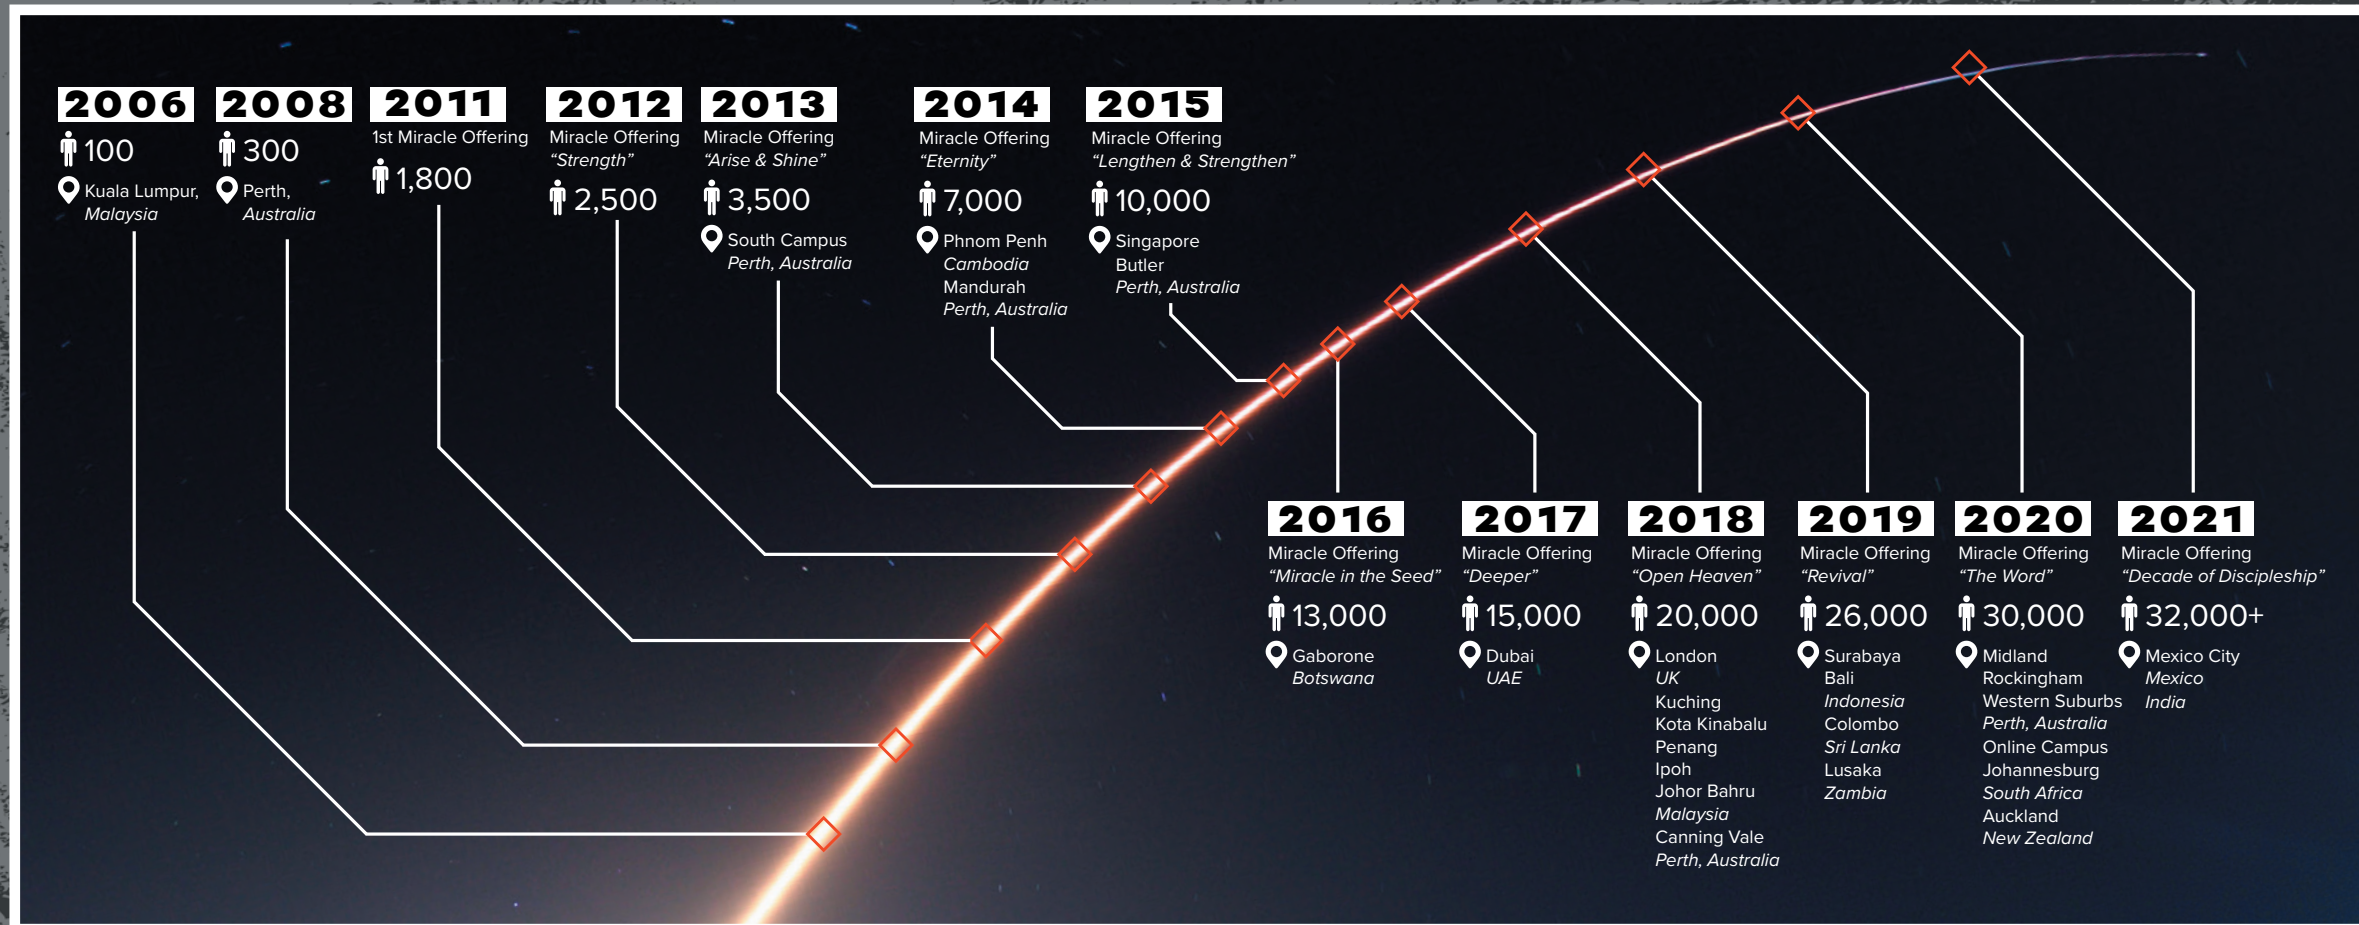 2006
100
Kuala Lumpur,
Malaysia
2008
300
Perth,
Australia
2011
1st Miracle Offering
1,800
2012
Miracle Offering
“Strength”
2,500
2013
Miracle Offering
“Arise & Shine”
3,500
South Campus
Perth, Australia
2014
Miracle Offering
“Eternity”
7,000
Phnom Penh
Cambodia
Mandurah
Perth, Australia
2015
Miracle Offering
“Lengthen & Strengthen”
10,000
Singapore
Butler
Perth, Australia
2016
Miracle Offering
“Miracle in the Seed”
13,000
Gaborone
Botswana
2017
Miracle Offering
“Deeper”
15,000
Dubai
UAE
2018
Miracle Offering
“Open Heaven”
20,000
London
UK
Kuching
Kota Kinabalu
Penang
Ipoh
Johor Bahru
Malaysia
Canning Vale
Perth, Australia
2019
Miracle Offering
“Revival”
26,000
Surabaya
Bali
Indonesia
Colombo
Sri Lanka
Lusaka
Zambia
2020
Miracle Offering
“The Word”
30,000
Midland
Rockingham
Western Suburbs
Perth, Australia
Online Campus
Johannesburg
South Africa
Auckland
New Zealand
2021
Miracle Offering
“Decade of Discipleship”
32,000+
Mexico City
Mexico
India